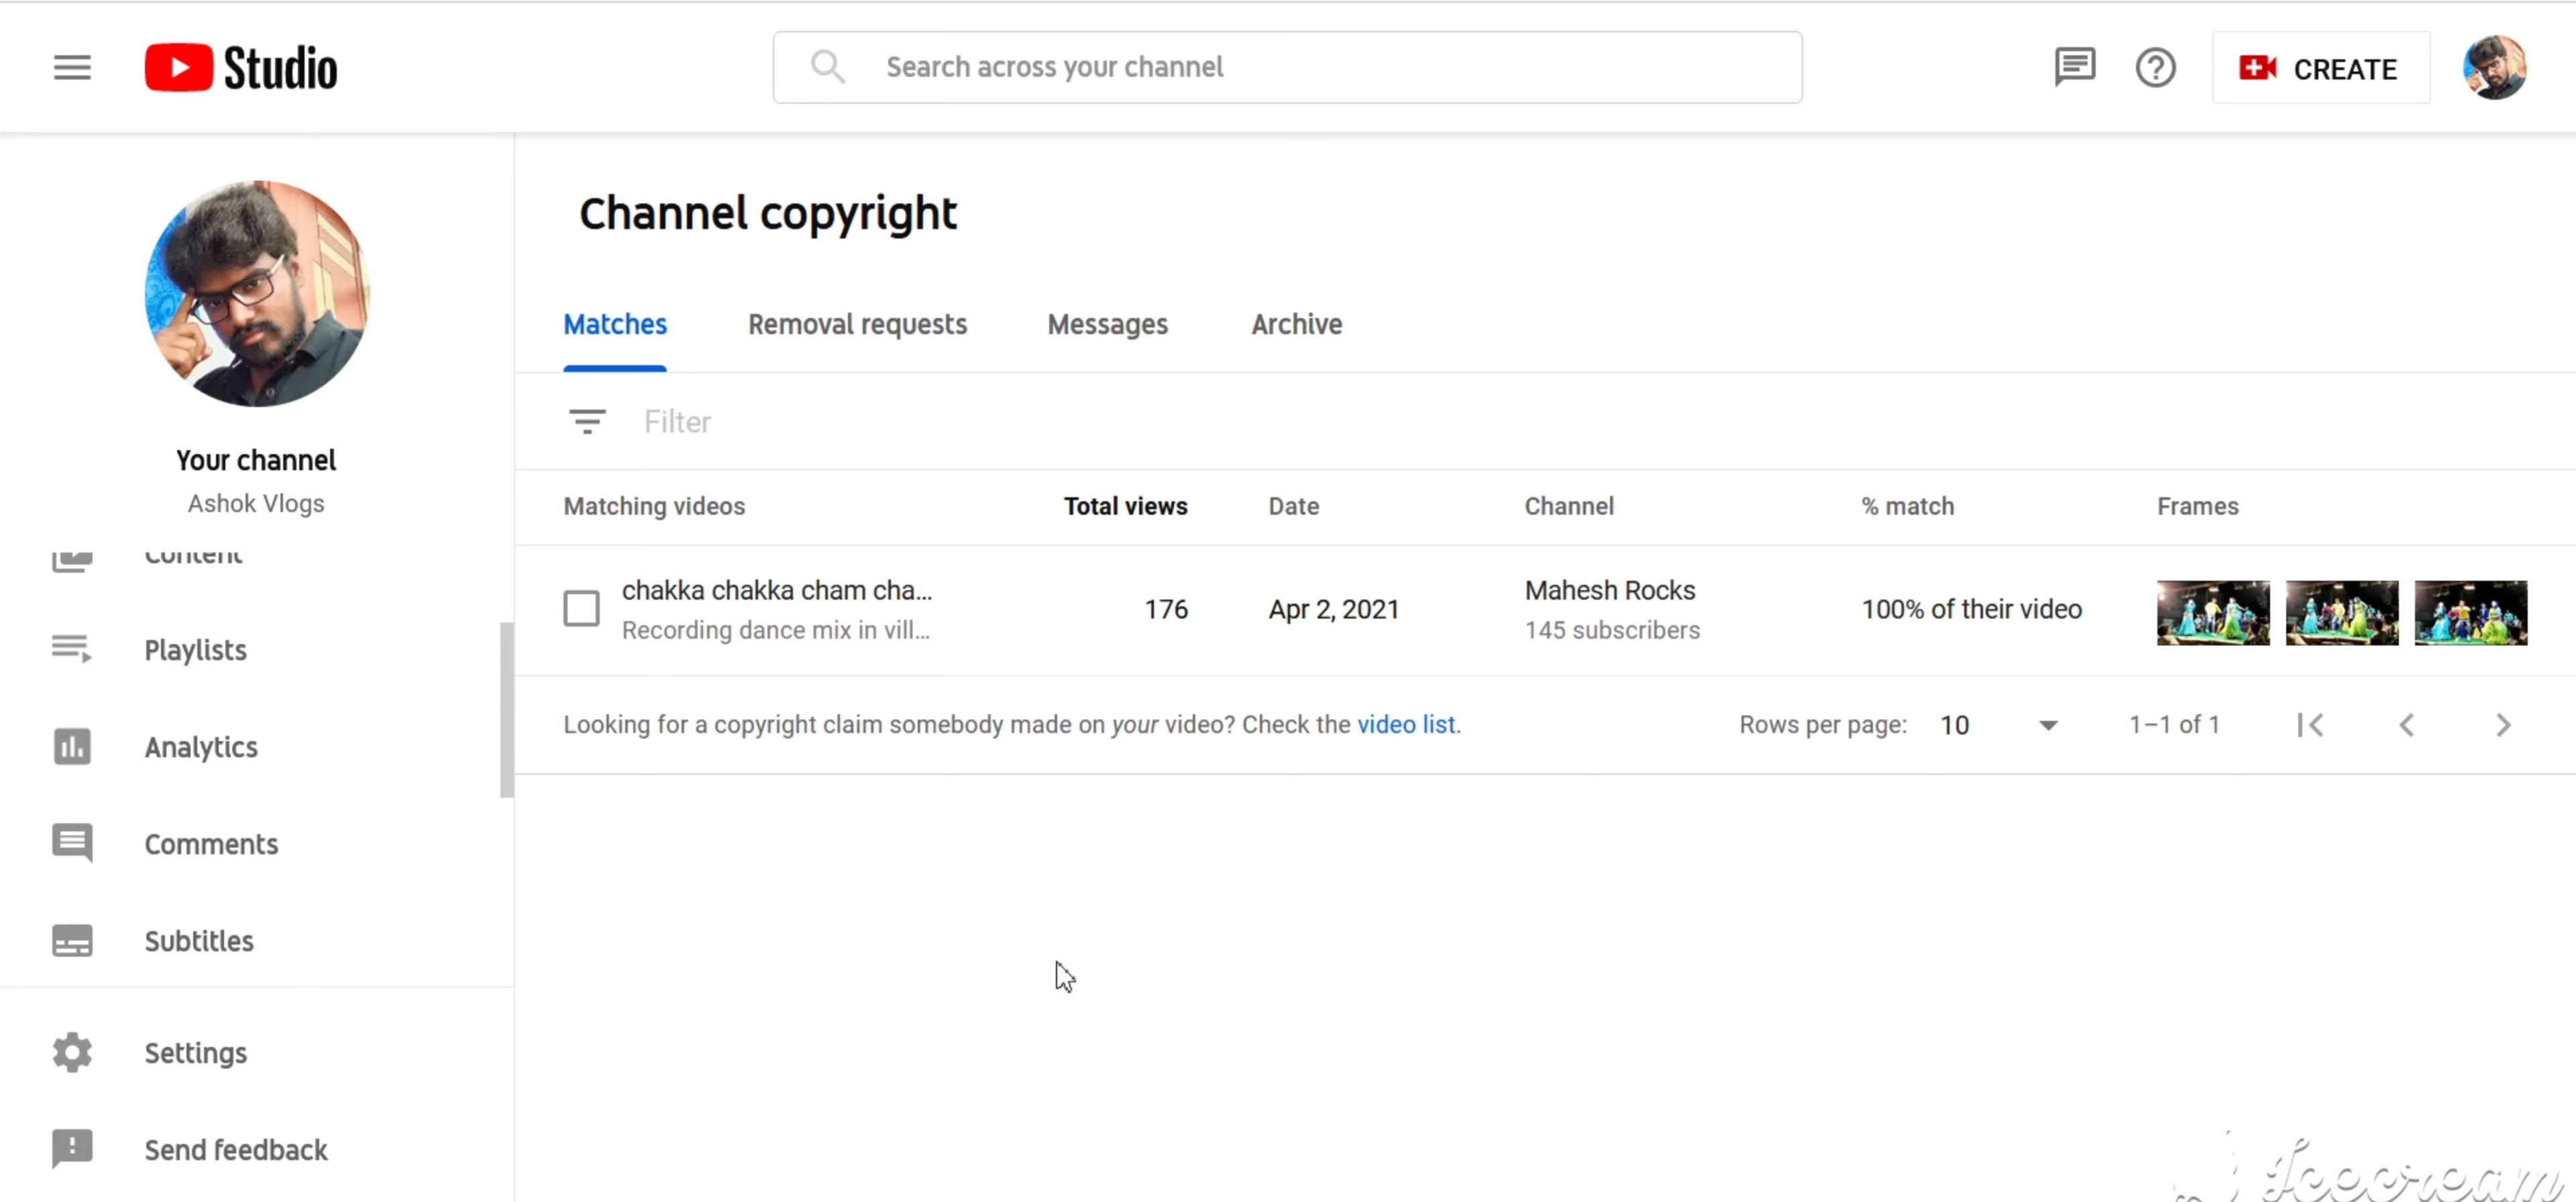 Studio
Search across your channel
CREATE
Channel copyright
Your channel
Ashok Vlogs
Content
Playlists
Analytics
Comments
Subtitles
Settings
Send feedback
Matches Removal requests Messages Archive
Filter
Matching videos Total views Date Channel % match Frames
chakka chakka cham cha...
Recording dance mix in vill...
176
Apr 2, 2021
Mahesh Rocks
145 subscribers
100% of their video
Looking for a copyright claim somebody made on your video? Check the video list.
Rows per page: 10 1–1 of 1
Icecream